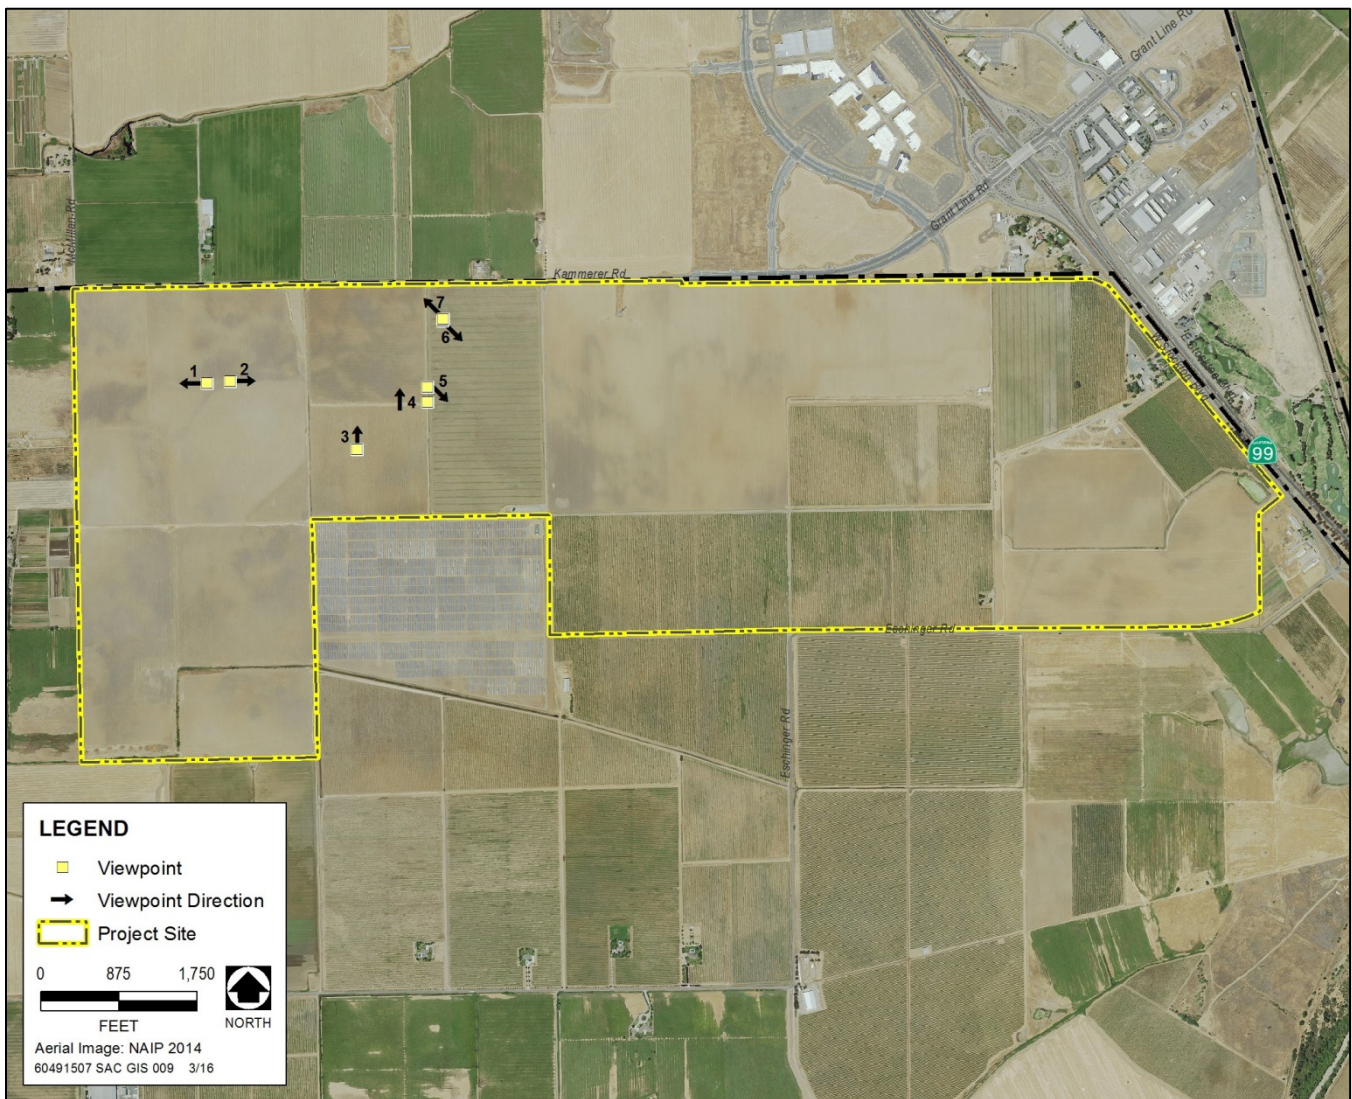 Grant Line Rd
McMillan Rd
Grant Line Rd
Kammerer Rd
7
6
1
2
5
4
3
CALIFORNIA
99
Eschinger Rd
Eschinger Rd
LEGEND
Viewpoint
Viewpoint Direction
Project Site
0 875 1,750
FEET
NORTH
Aerial Image: NAIP 2014
60491507 SAC GIS 009 3/16